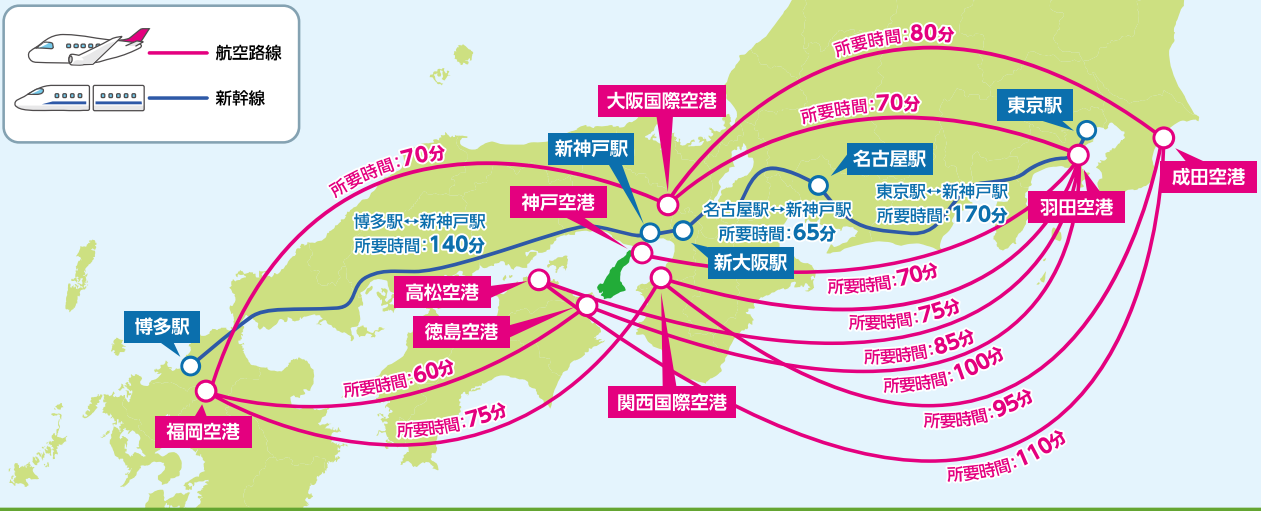 航空路線
新幹線
所要時間：80分
大阪国際空港
所要時間：70分
東京駅
新神戸駅
名古屋駅
所要時間：70分
成田空港
神戸空港
羽田空港
東京駅↔新神戸駅
所要時間：170分
名古屋駅↔新神戸駅
所要時間：65分
博多駅↔新神戸駅
所要時間：140分
新大阪駅
高松空港
所要時間：70分
所要時間：75分
博多駅
徳島空港
所要時間：85分
所要時間：100分
所要時間：60分
関西国際空港
所要時間：95分
福岡空港
所要時間：75分
所要時間：110分